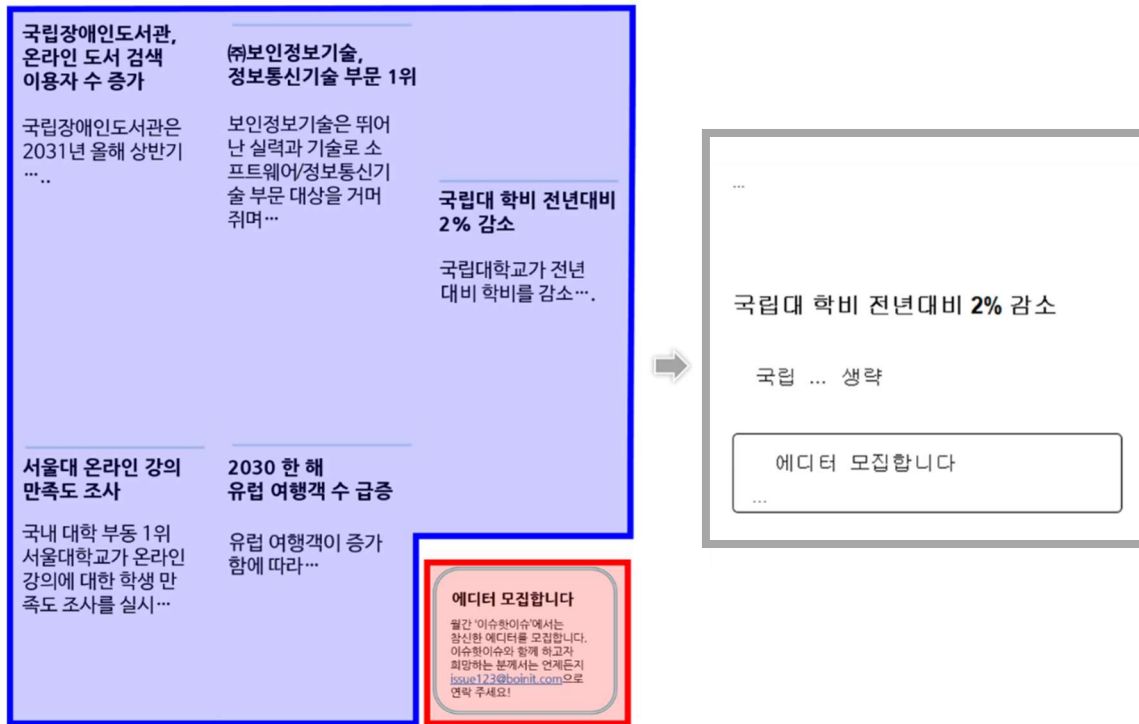 국립장애인도서관,
온라인 도서 검색
이용자 수 증가
국립장애인도서관은
2031년 올해 상반기
…..
서울대 온라인 강의
만족도 조사
국내 대학 부동 1위
서울대학교가 온라인
강의에 대한 학생 만
족도 조사를 실시…
㈜보인정보기술,
정보통신기술 부문 1위
보인정보기술은 뛰어
난 실력과 기술로 소
프트웨어/정보통신기
술 부문 대상을 거머
쥐며…
2030 한 해
유럽 여행객 수 급증
유럽 여행객이 증가
함에 따라…
국립대 학비 전년대비
2% 감소
국립대학교가 전년
대비 학비를 감소….
에디터 모집합니다
월간 ‘이슈핫이슈’에서는
참신한 에디터를 모집합니다.
이슈핫이슈와 함께 하고자
희망하는 분께서는 언제든지
issue123@boinit.com으로
연락 주세요!
...
국립대 학비 전년대비 2% 감소
국립 ... 생략
에디터 모집합니다
...